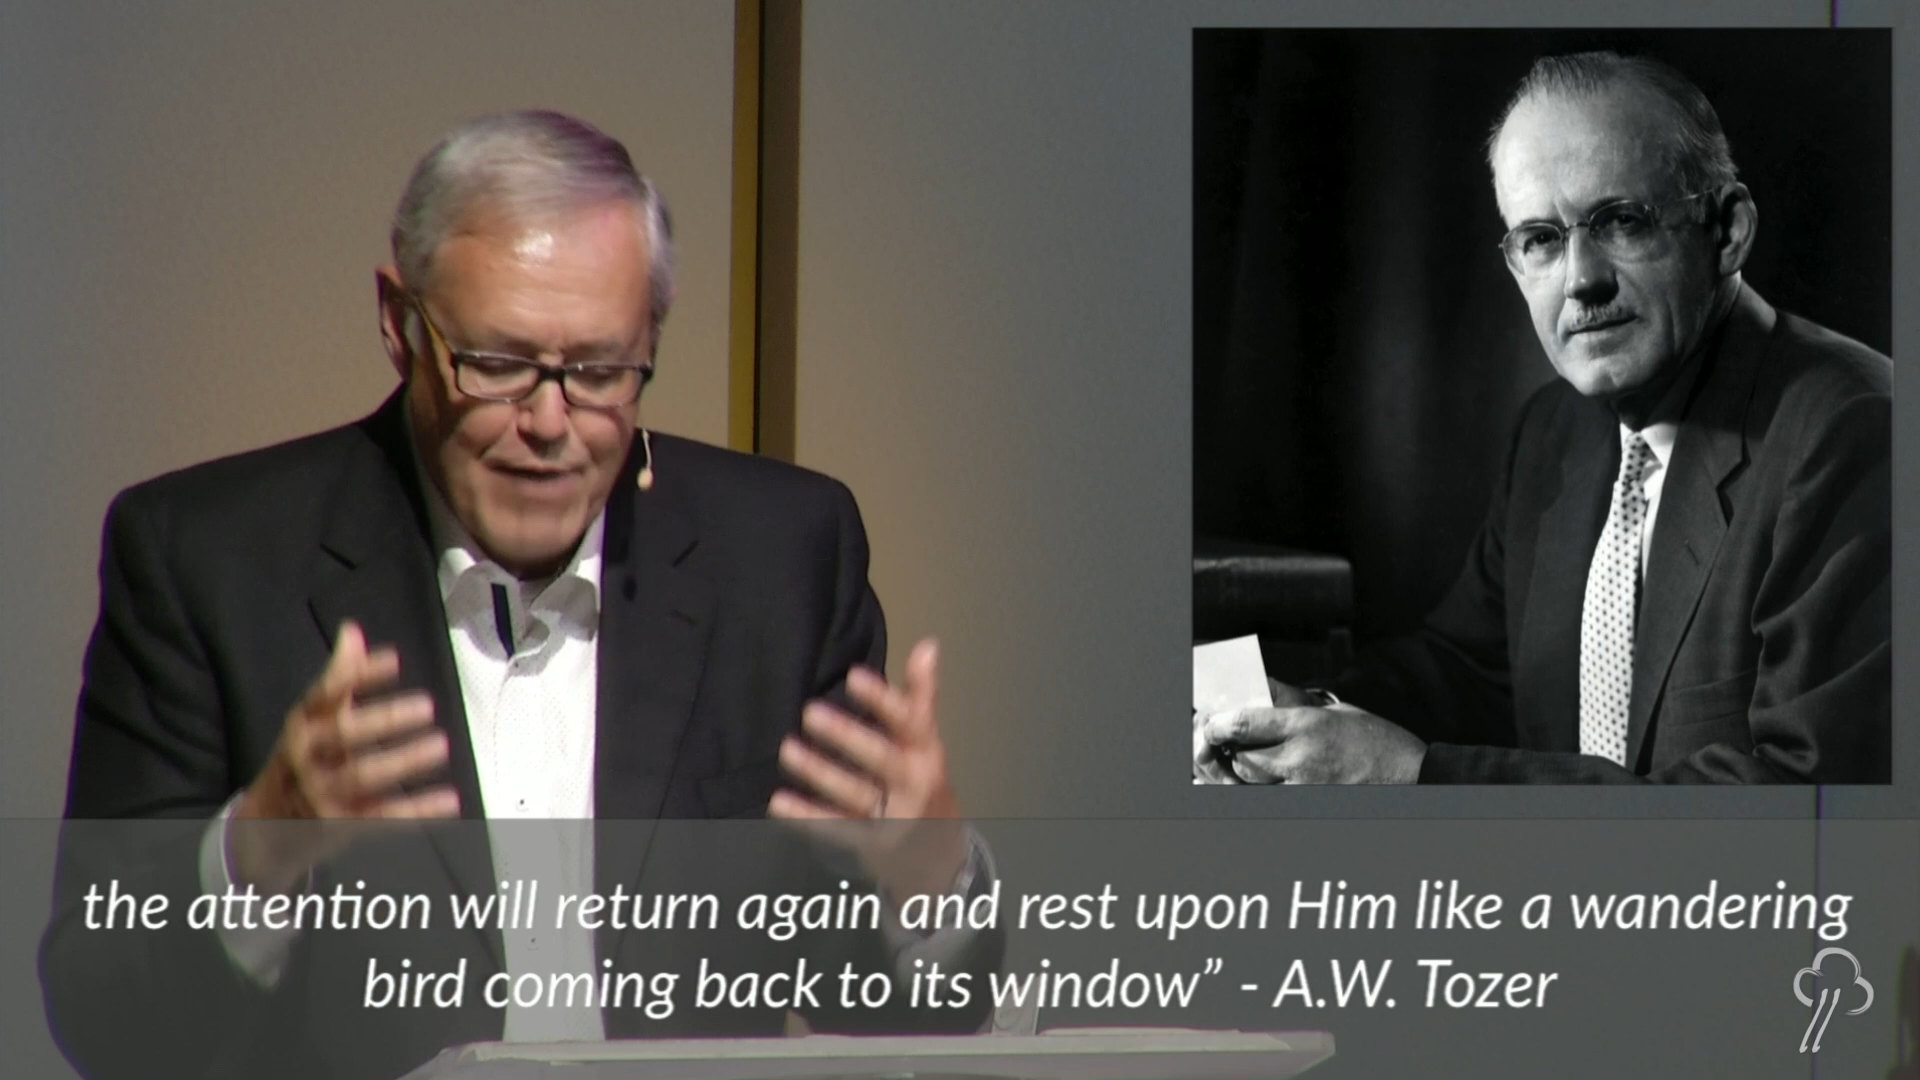 the attention will return again and rest upon Him like a wandering
bird coming back to its window” - A.W. Tozer